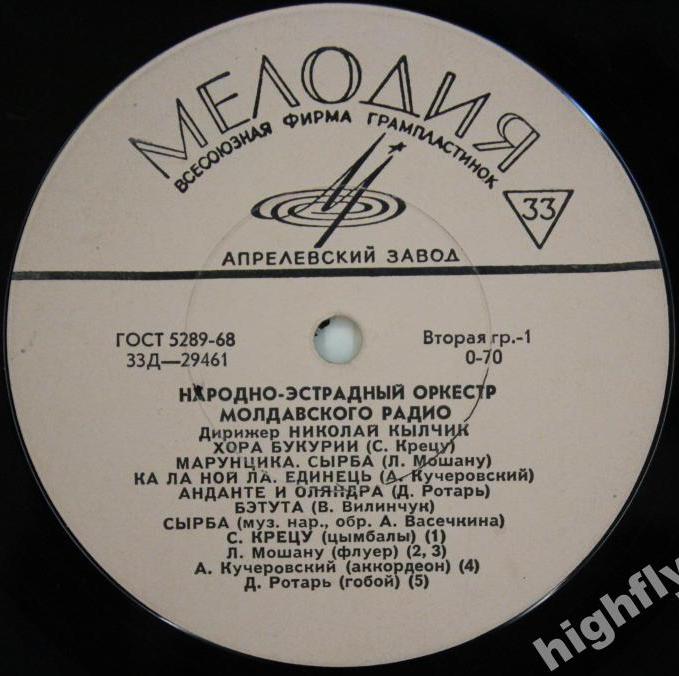 МЕЛОДИЯ
ВСЕСОЮЗНАЯ ФИРМА ГРАМПЛАСТИНОК
33
АПРЕЛЕВСКИЙ ЗАВОД
ГОСТ 5289-68
Вторая гр.-1
33Д—29461
0-70
НАРОДНО-ЭСТРАДНЫЙ ОРКЕСТР
МОЛДАВСКОГО РАДИО
Дирижер НИКОЛАЙ КЫЛЧИК
ХОРА БУКУРИИ (С. Крецу)
МАРУНЦИКА. СЫРБА (Л. Мошану)
КА ЛА НОЙ ЛА. ЕДИНЕЦЬ (А. Кучеровский)
АНДАНТЕ И ОЛЯНДРА (Д. Ротарь)
БЭТУТА (В. Вилинчук)
СЫРБА (муз. нар., обр. А. Васечкина)
С. КРЕЦУ (цымбалы) (1)
Л. Мошану (флуер) (2, 3)
А. Кучеровский (аккордеон) (4)
Д. Ротарь (гобой) (5)
highfly